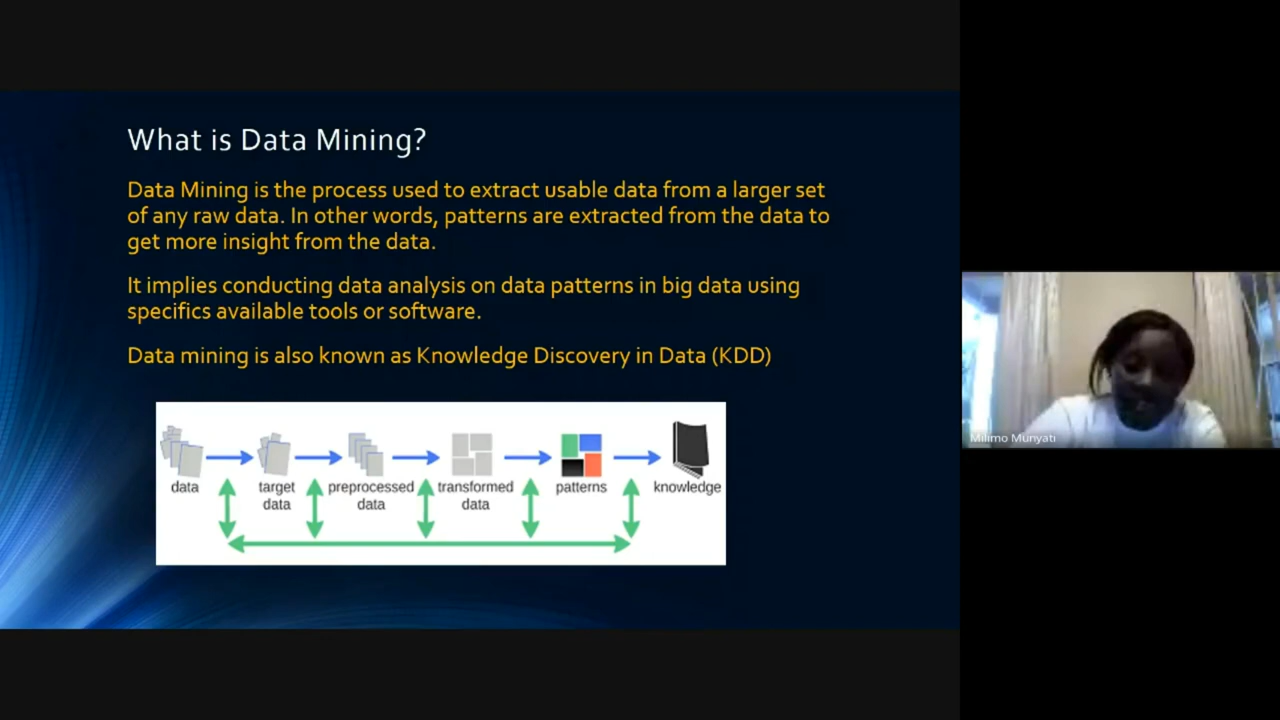 What is Data Mining?
Data Mining is the process used to extract usable data from a larger set
of any raw data. In other words, patterns are extracted from the data to
get more insight from the data.
It implies conducting data analysis on data patterns in big data using
specifics available tools or software.
Data mining is also known as Knowledge Discovery in Data (KDD)
data
target
data
preprocessed
data
transformed
data
patterns
knowledge
Milimo Munyati